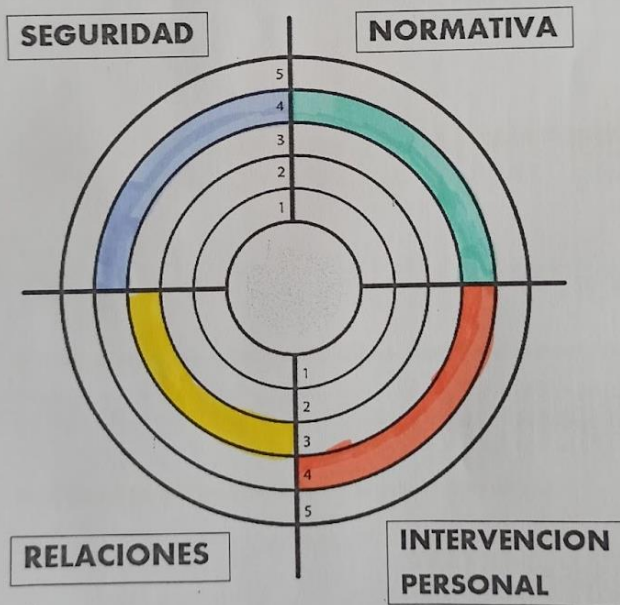 SEGURIDAD
NORMATIVA
5
4
3
2
1
1
2
3
4
5
RELACIONES
INTERVENCION
PERSONAL